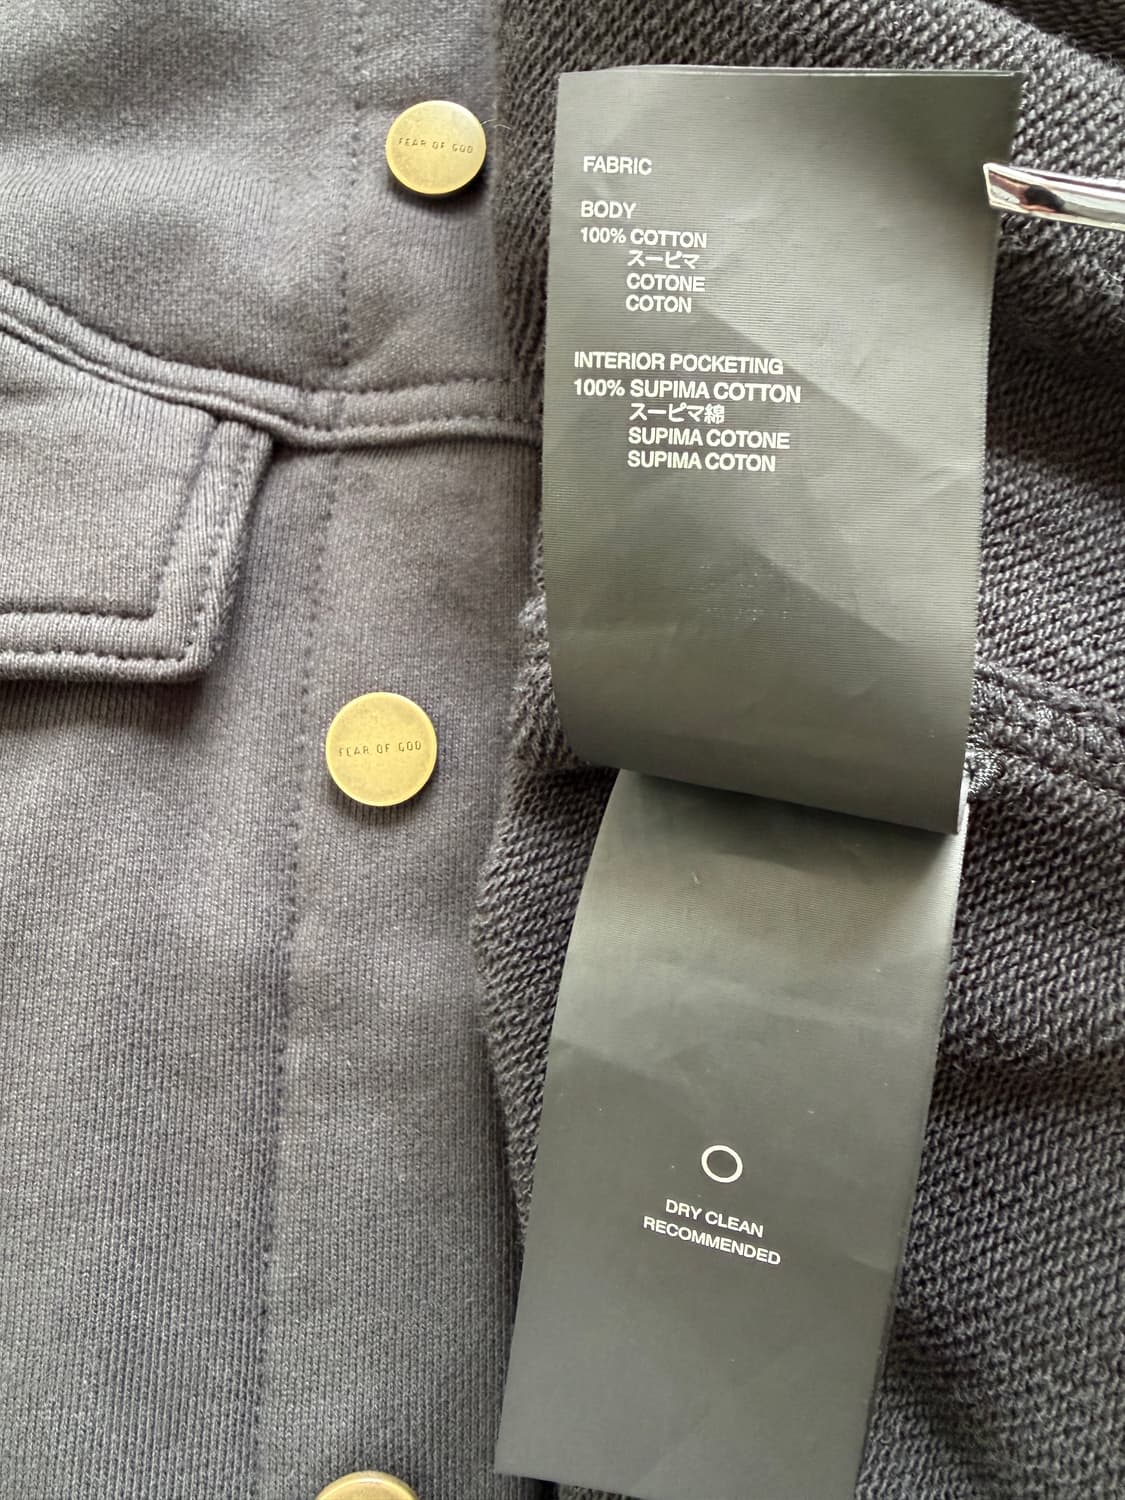 FEAR OF GOD
FABRIC
BODY
100% COTTON
スーピマ
COTONE
COTON
INTERIOR POCKETING
100% SUPIMA COTTON
スーピマ綿
SUPIMA COTONE
SUPIMA COTON
FEAR OF GOD
DRY CLEAN
RECOMMENDED